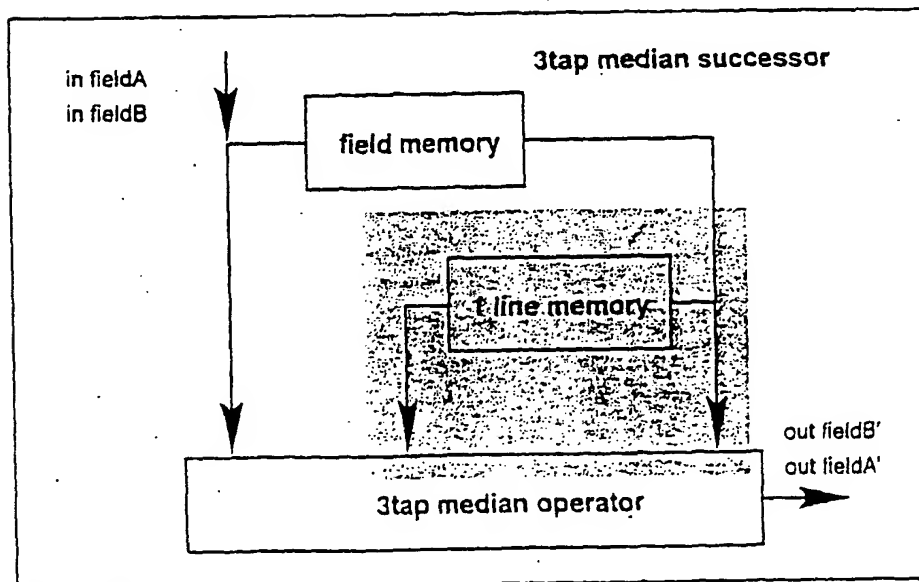 in fieldA
in fieldB
3tap median successor
field memory
line memory
out fieldB'
out fieldA'
3tap median operator